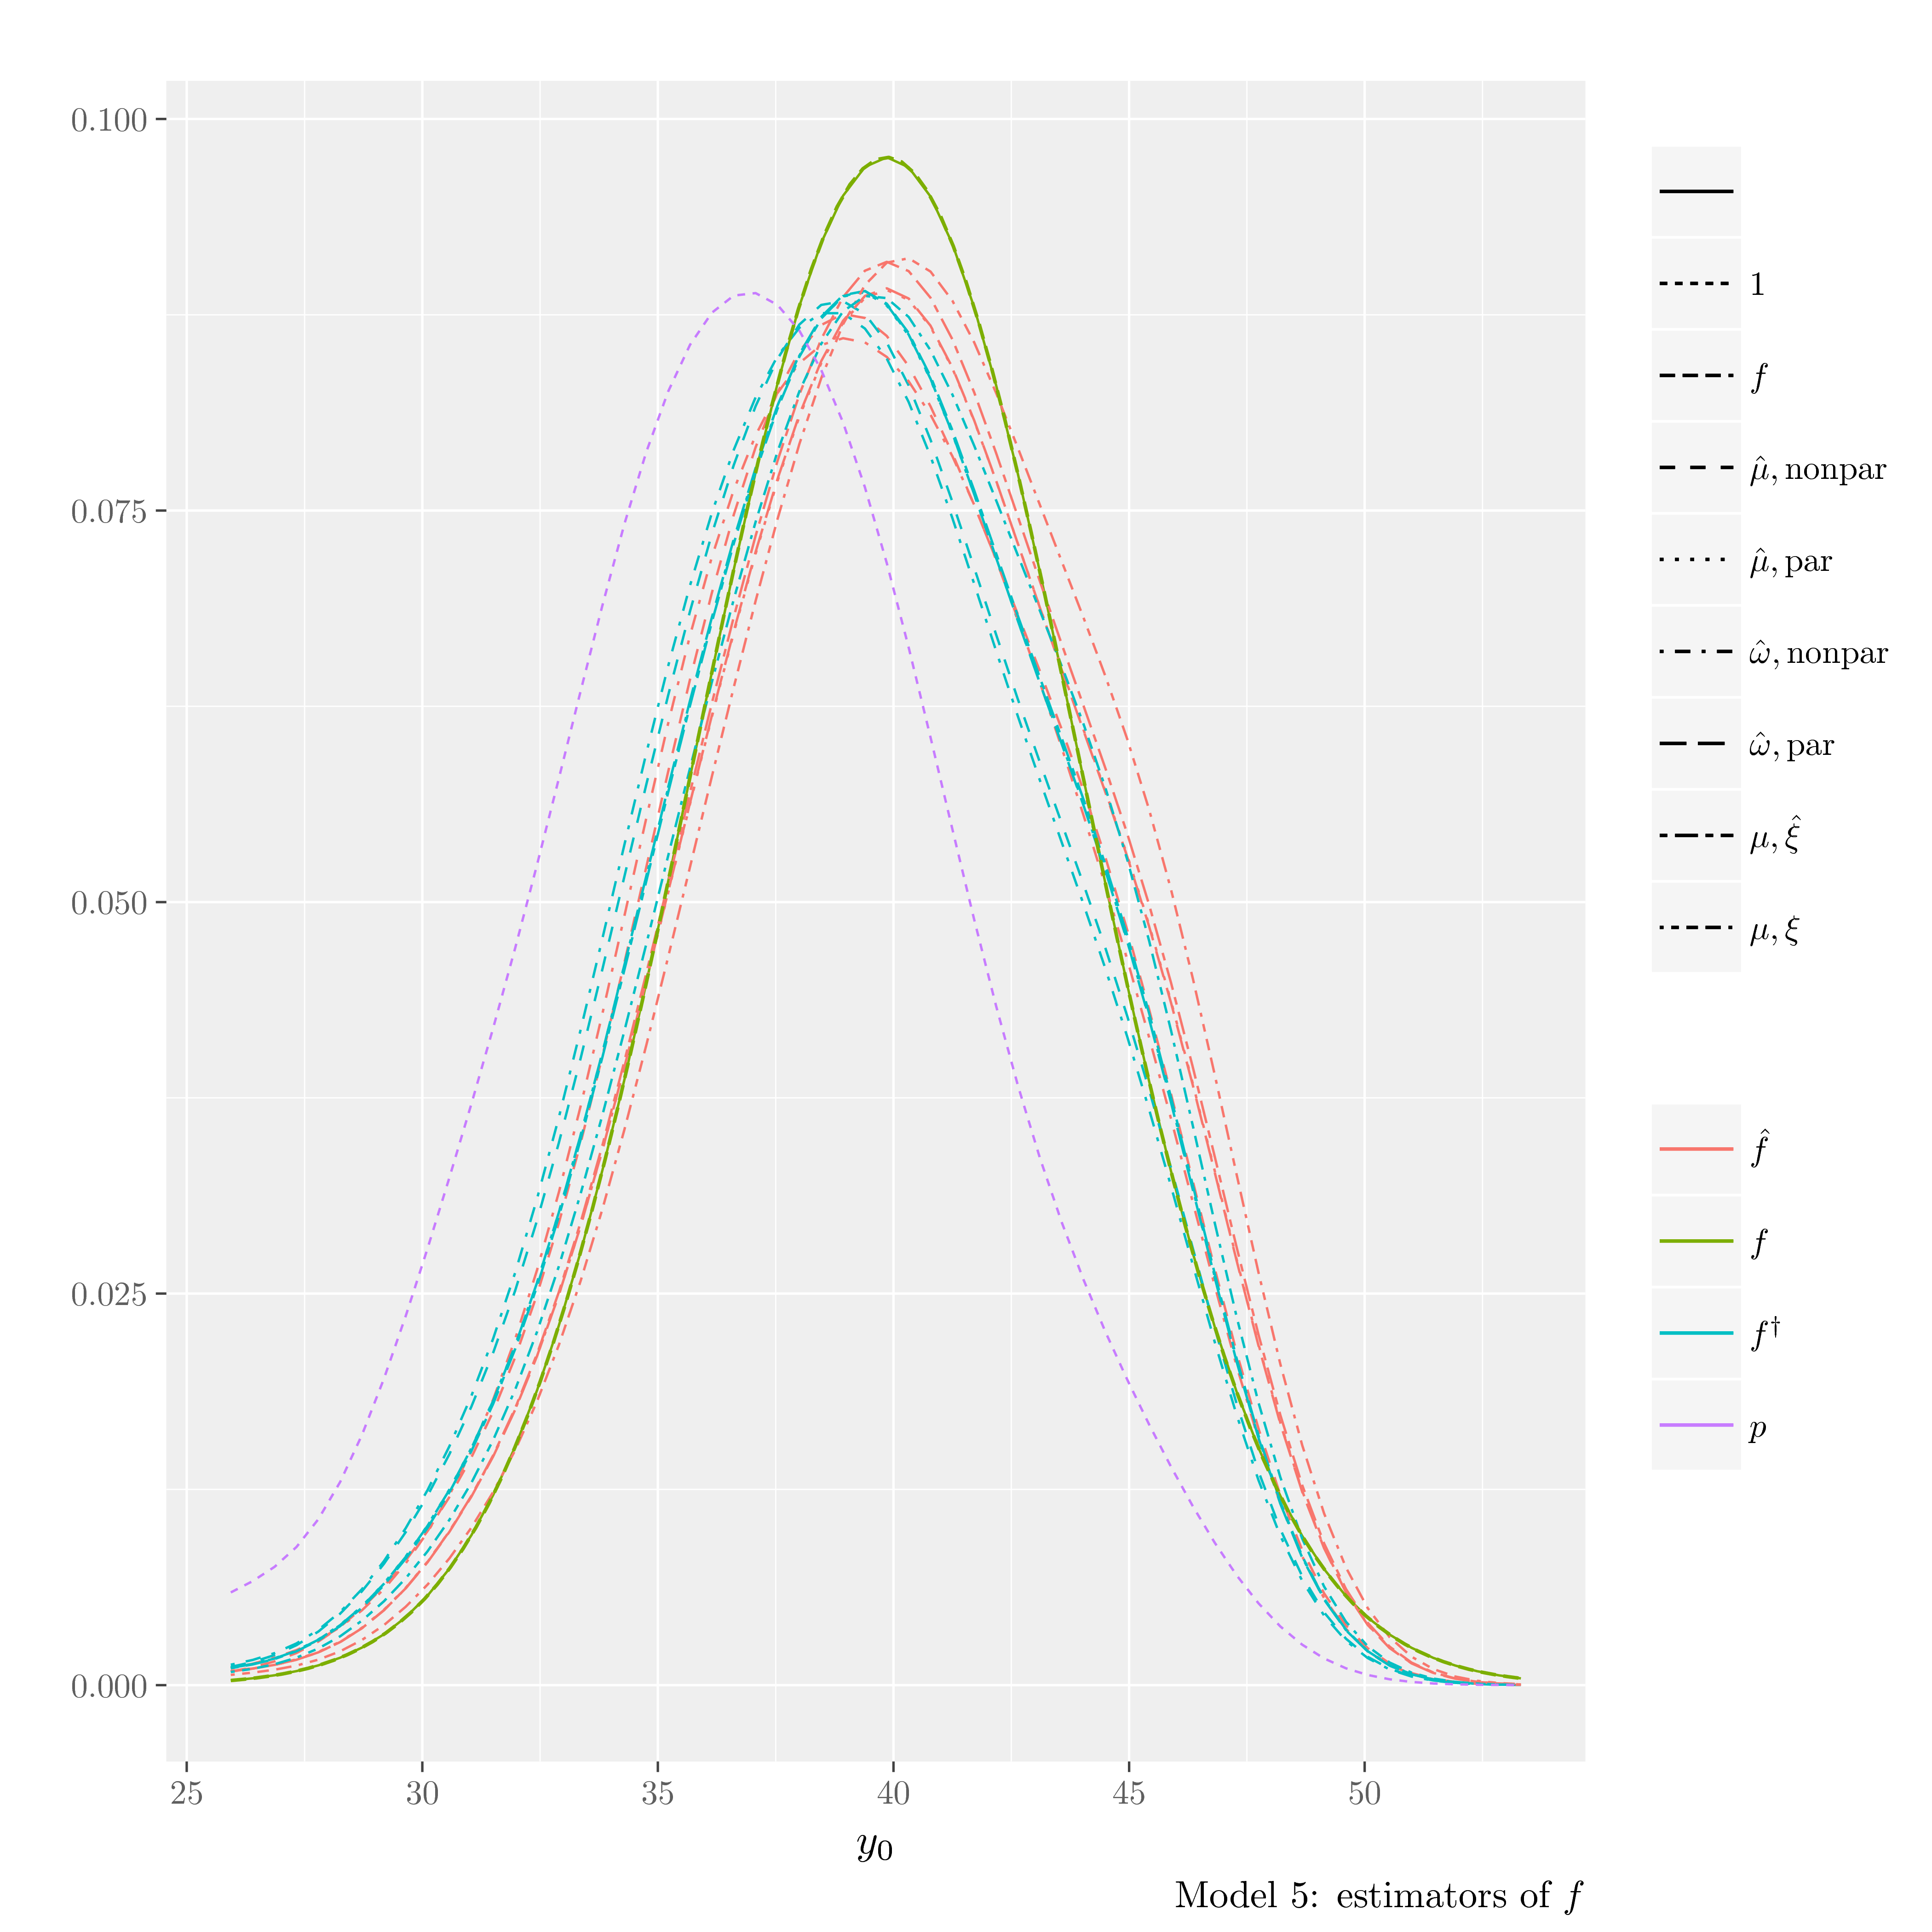 0.100
0.075
0.050
0.025
0.000
25 30 35 40 45 50
y₀
Model 5: estimators of f
1
f
μ̂, nonpar
μ̂, par
ω̂, nonpar
ω̂, par
μ, ξ̂
μ, ξ
f̂
f
f†
p